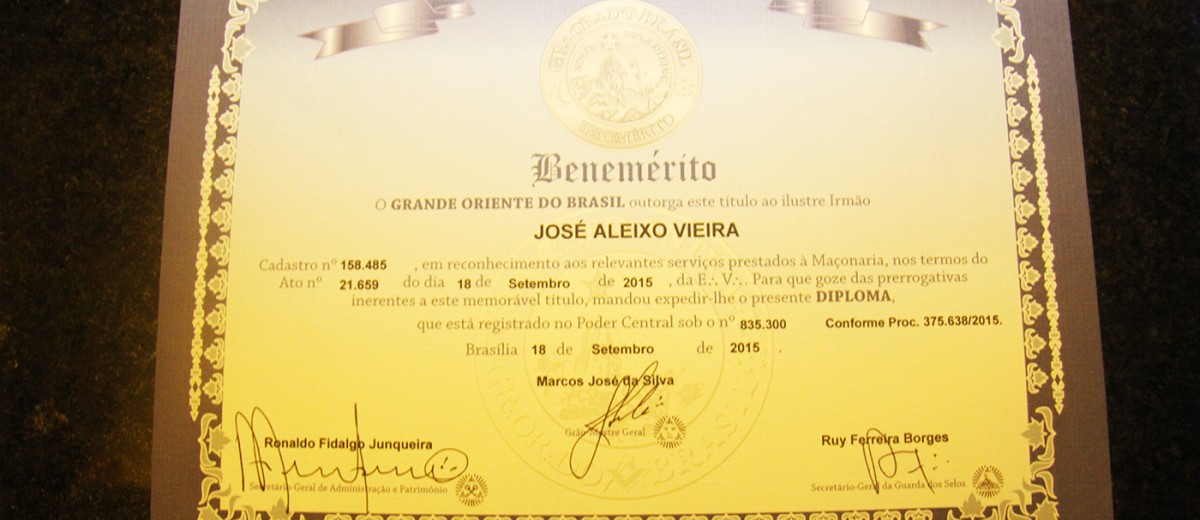 BENEMÉRITO
Benemérito
O GRANDE ORIENTE DO BRASIL outorga este título ao ilustre Irmão
JOSÉ ALEIXO VIEIRA
Cadastro nº 158.485 , em reconhecimento aos relevantes serviços prestados à Maçonaria, nos termos do
Ato nº 21.659 do dia 18 de Setembro de 2015 , da E∴ V∴. Para que goze das prerrogativas
inerentes a este memorável título, mandou expedir-lhe o presente DIPLOMA,
que está registrado no Poder Central sob o nº 835.300 Conforme Proc. 375.638/2015.
Brasília 18 de Setembro de 2015 .
Marcos José da Silva
Grão-Mestre Geral
Ronaldo Fidalgo Junqueira
Secretário-Geral de Administração e Patrimônio
Ruy Ferreira Borges
Secretário-Geral da Guarda dos Selos